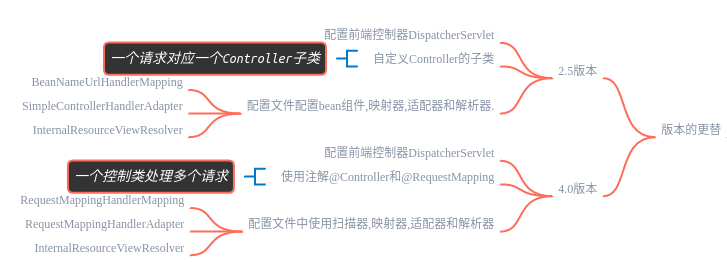 配置前端控制器DispatcherServlet
一个请求对应一个Controller子类
自定义Controller的子类
2.5版本
BeanNameUrlHandlerMapping
SimpleControllerHandlerAdapter
配置文件配置bean组件,映射器,适配器和解析器.
InternalResourceViewResolver
版本的更替
配置前端控制器DispatcherServlet
一个控制类处理多个请求
使用注解@Controller和@RequestMapping
4.0版本
RequestMappingHandlerMapping
RequestMappingHandlerAdapter
配置文件中使用扫描器,映射器,适配器和解析器
InternalResourceViewResolver